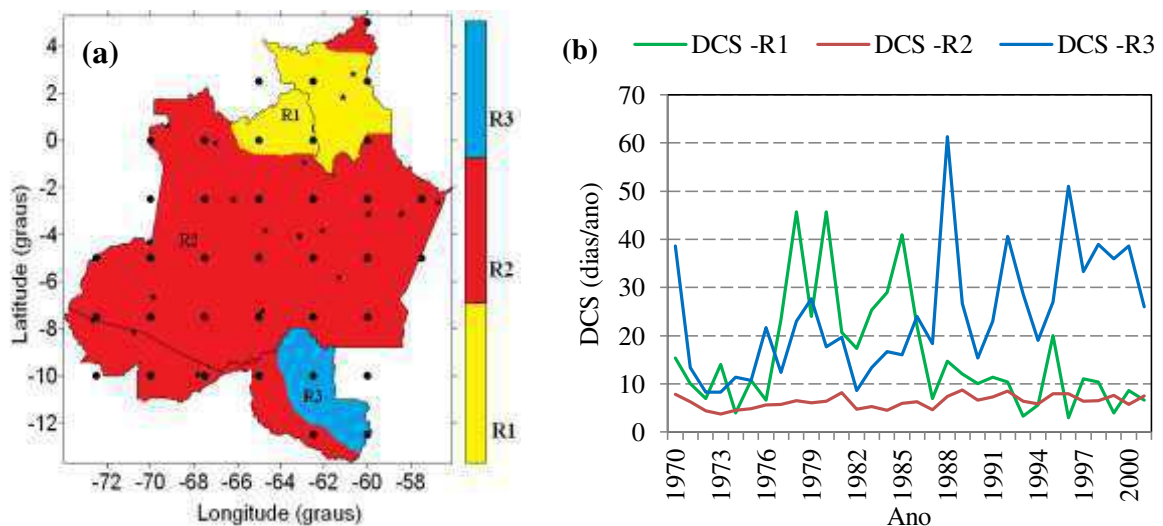 (a)
4
2
0
-2
-4
-6
-8
-10
-12
Latitude (graus)
R1
R2
R3
-72 -70 -68 -66 -64 -62 -60 -58
Longitude (graus)
R3
R2
R1
(b)
DCS -R1 DCS -R2 DCS -R3
70
60
50
40
30
20
10
0
DCS (dias/ano)
1970 1973 1976 1979 1982 1985 1988 1991 1994 1997 2000
Ano